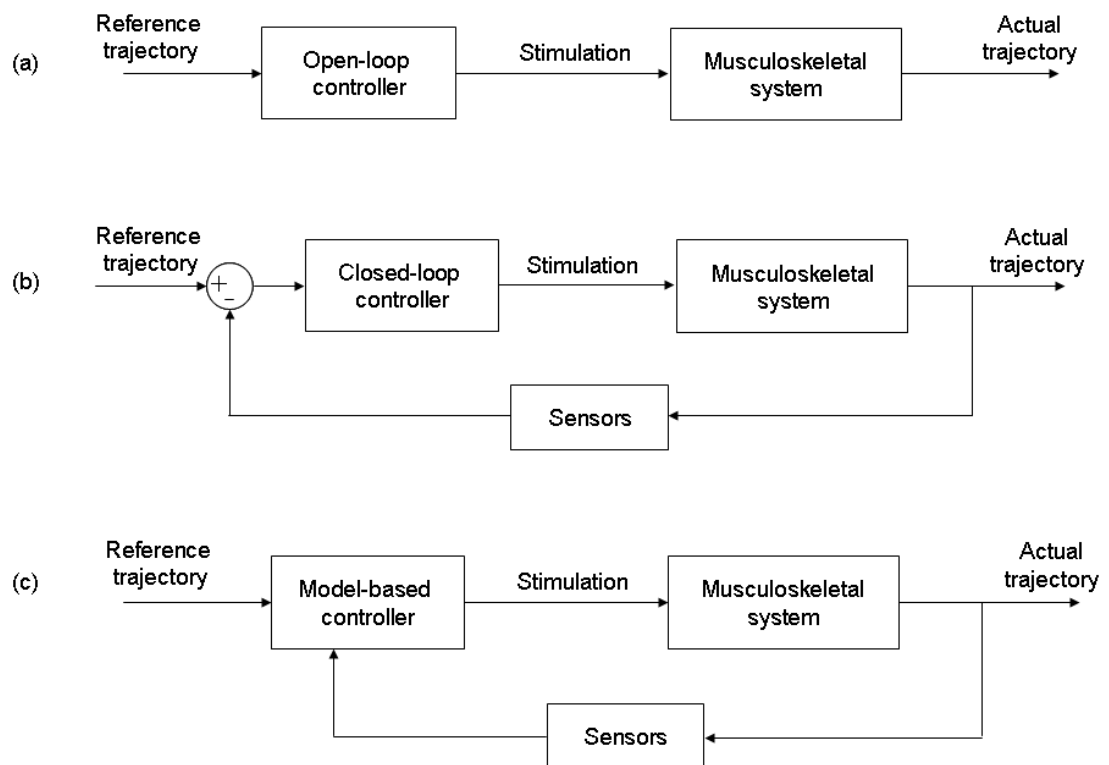 (a)
Reference
trajectory
Open-loop
controller
Stimulation
Musculoskeletal
system
Actual
trajectory
(b)
Reference
trajectory
+
-
Closed-loop
controller
Stimulation
Musculoskeletal
system
Actual
trajectory
Sensors
(c)
Reference
trajectory
Model-based
controller
Stimulation
Musculoskeletal
system
Actual
trajectory
Sensors